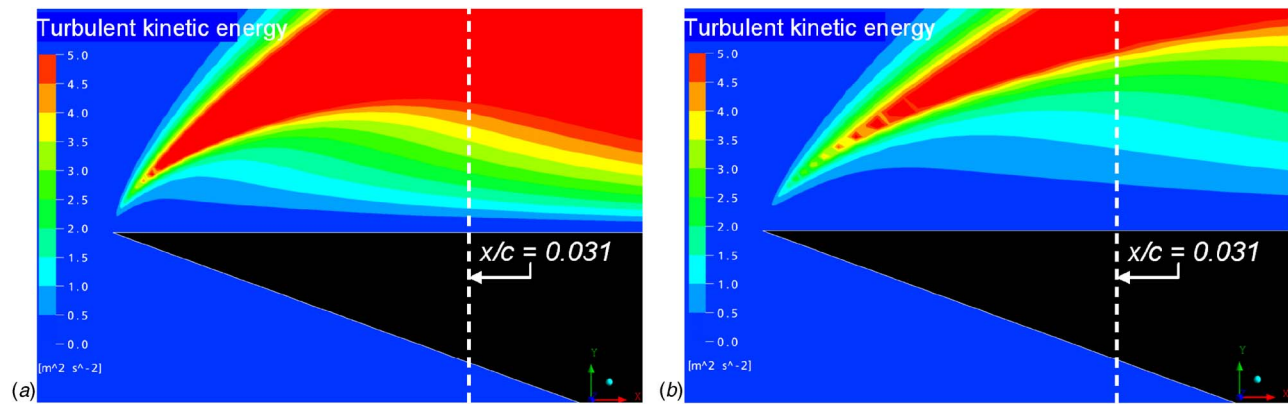 Turbulent kinetic energy
5.0
4.5
4.0
3.5
3.0
2.5
2.0
1.5
1.0
0.5
0.0
[m^2 s^-2]
x/c = 0.031
Y
X
(a)
Turbulent kinetic energy
5.0
4.5
4.0
3.5
3.0
2.5
2.0
1.5
1.0
0.5
0.0
[m^2 s^-2]
x/c = 0.031
Y
X
(b)